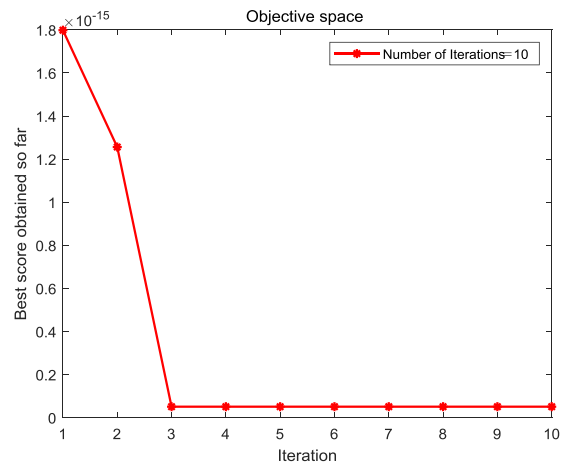 Objective space
×10-15
1.8
1.6
1.4
1.2
1
0.8
0.6
0.4
0.2
0
Best score obtained so far
Number of Iterations=10
1 2 3 4 5 6 7 8 9 10
Iteration